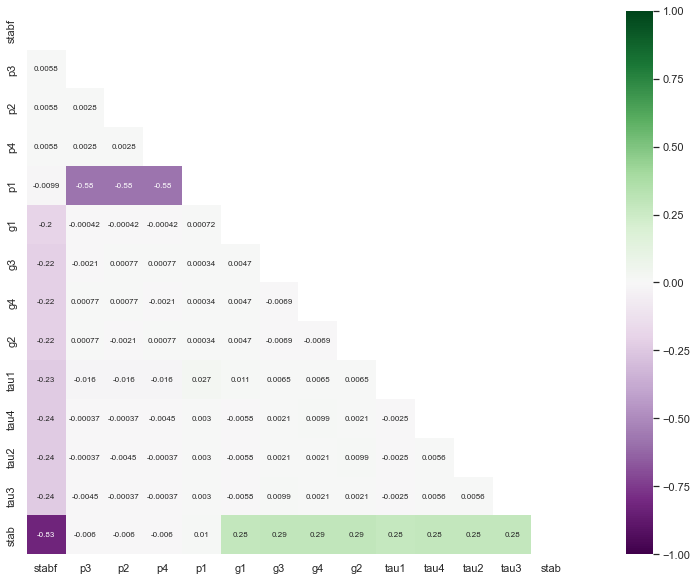 stabf
p3 0.0058
p2 0.0058 0.0028
p4 0.0058 0.0028 0.0028
p1 -0.0099 -0.58 -0.58 -0.58
g1 -0.2 -0.00042 -0.00042 -0.00042 0.00072
g3 -0.22 -0.0021 0.00077 0.00077 0.00034 0.0047
g4 -0.22 0.00077 0.00077 -0.0021 0.00034 0.0047 -0.0069
g2 -0.22 0.00077 -0.0021 0.00077 0.00034 0.0047 -0.0069 -0.0069
tau1 -0.23 -0.016 -0.016 -0.016 0.027 0.011 0.0065 0.0065 0.0065
tau4 -0.24 -0.00037 -0.00037 -0.0045 0.003 -0.0058 0.0021 0.0099 0.0021 -0.0025
tau2 -0.24 -0.00037 -0.0045 -0.00037 0.003 -0.0058 0.0021 0.0021 0.0099 -0.0025 0.0056
tau3 -0.24 -0.0045 -0.00037 -0.00037 0.003 -0.0058 0.0099 0.0021 0.0021 -0.0025 0.0056 0.0056
stab -0.83 -0.006 -0.006 -0.006 0.01 0.28 0.29 0.29 0.29 0.28 0.28 0.28 0.28
stabf p3 p2 p4 p1 g1 g3 g4 g2 tau1 tau4 tau2 tau3 stab
1.00
0.75
0.50
0.25
0.00
−0.25
−0.50
−0.75
−1.00